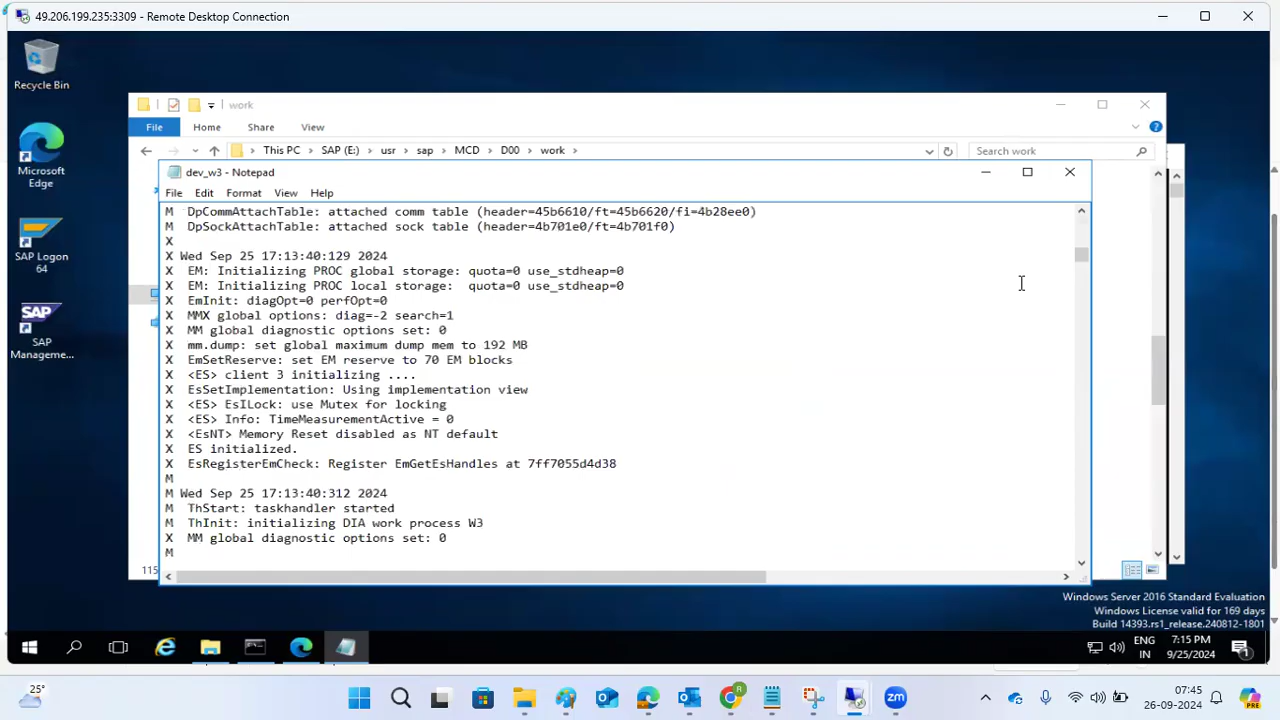 49.206.199.235:3309 - Remote Desktop Connection
Recycle Bin
Microsoft
Edge
SAP Logon
64
SAP
SAP
Manageme...
work
File Home Share View
This PC SAP (E:) usr sap MCD D00 work
Search work
dev_w3 - Notepad
File Edit Format View Help
M DpCommAttachTable: attached comm table (header=45b6610/ft=45b6620/fi=4b28ee0)
M DpSockAttachTable: attached sock table (header=4b701e0/ft=4b701f0)
X
X Wed Sep 25 17:13:40:129 2024
X EM: Initializing PROC global storage: quota=0 use_stdheap=0
X EM: Initializing PROC local storage: quota=0 use_stdheap=0
X EmInit: diagOpt=0 perfOpt=0
X MMX global options: diag=-2 search=1
X MM global diagnostic options set: 0
X mm.dump: set global maximum dump mem to 192 MB
X EmSetReserve: set EM reserve to 70 EM blocks
X <ES> client 3 initializing ....
X EsSetImplementation: Using implementation view
X <ES> EsILock: use Mutex for locking
X <ES> Info: TimeMeasurementActive = 0
X <EsNT> Memory Reset disabled as NT default
X ES initialized.
X EsRegisterEmCheck: Register EmGetEsHandles at 7ff7055d4d38
M
M Wed Sep 25 17:13:40:312 2024
M ThStart: taskhandler started
M ThInit: initializing DIA work process W3
X MM global diagnostic options set: 0
M
115
Windows Server 2016 Standard Evaluation
Windows License valid for 169 days
Build 14393.rs1_release.240812-1801
ENG
IN
7:15 PM
9/25/2024
1
25°
R
zm
07:45
26-09-2024
PRE